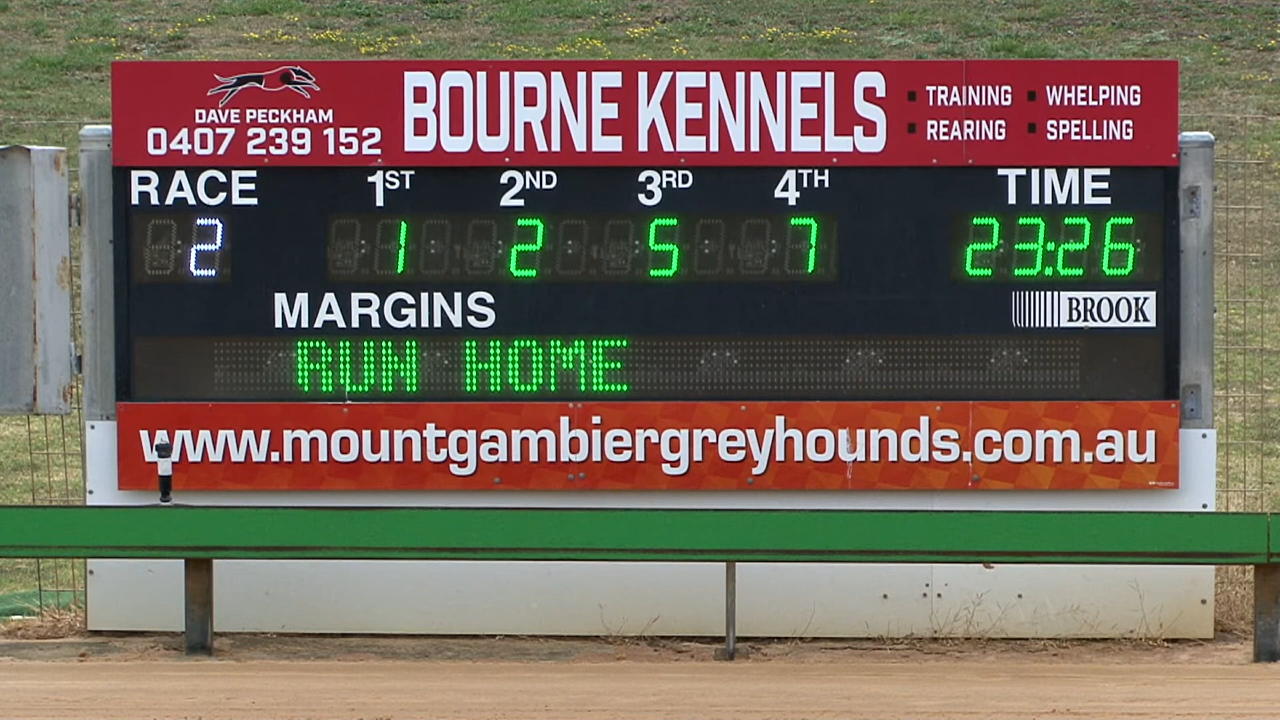 DAVE PECKHAM
0407 239 152
BOURNE KENNELS
TRAINING WHELPING
REARING SPELLING
RACE 1ST 2ND 3RD 4TH TIME
2 1 2 5 7 23:26
MARGINS
BROOK
RUN HOME
www.mountgambiergreyhounds.com.au